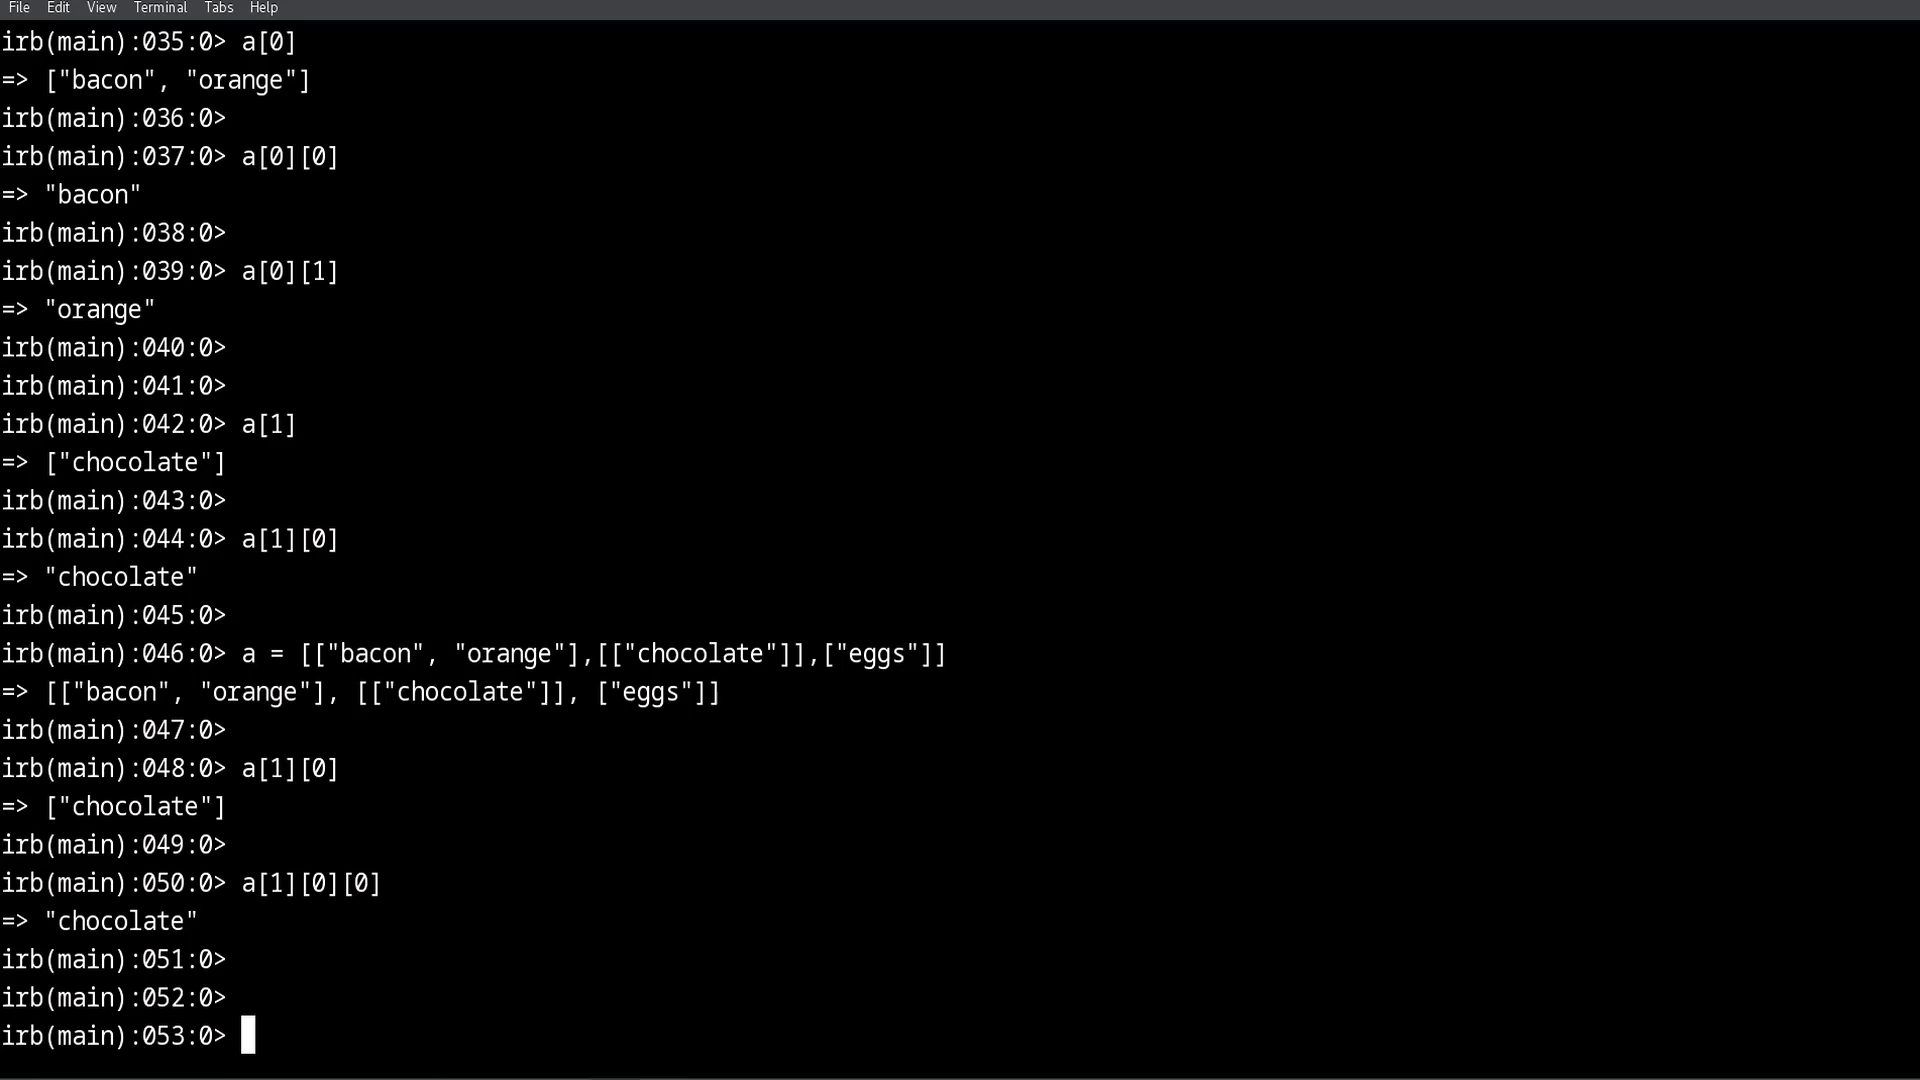 File Edit View Terminal Tabs Help
irb(main):035:0> a[0]
=> ["bacon", "orange"]
irb(main):036:0>
irb(main):037:0> a[0][0]
=> "bacon"
irb(main):038:0>
irb(main):039:0> a[0][1]
=> "orange"
irb(main):040:0>
irb(main):041:0>
irb(main):042:0> a[1]
=> ["chocolate"]
irb(main):043:0>
irb(main):044:0> a[1][0]
=> "chocolate"
irb(main):045:0>
irb(main):046:0> a = [["bacon", "orange"],[["chocolate"]],["eggs"]]
=> [["bacon", "orange"], [["chocolate"]], ["eggs"]]
irb(main):047:0>
irb(main):048:0> a[1][0]
=> ["chocolate"]
irb(main):049:0>
irb(main):050:0> a[1][0][0]
=> "chocolate"
irb(main):051:0>
irb(main):052:0>
irb(main):053:0>